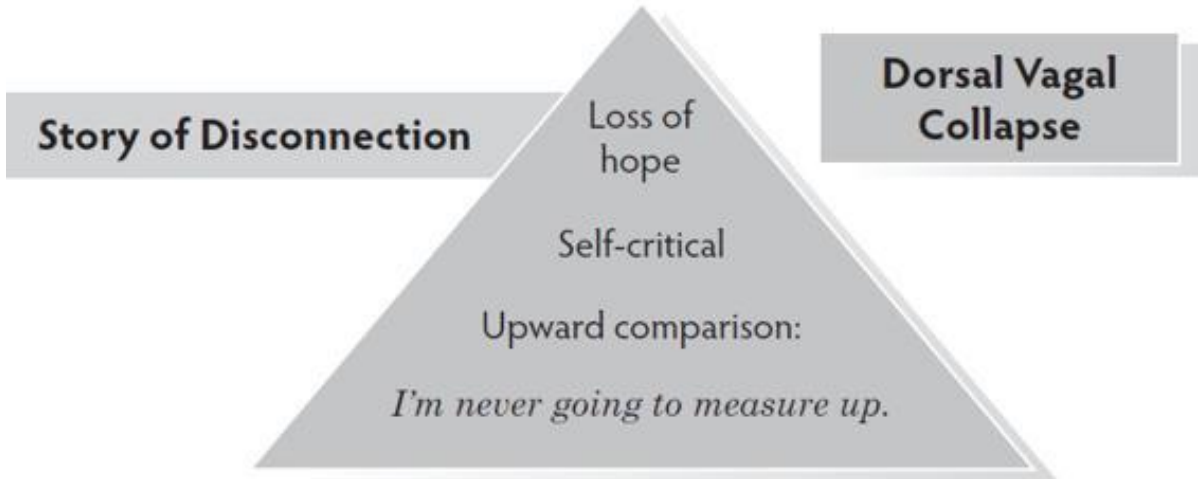 Story of Disconnection
Loss of
hope
Self-critical
Upward comparison:
I'm never going to measure up.
Dorsal Vagal
Collapse